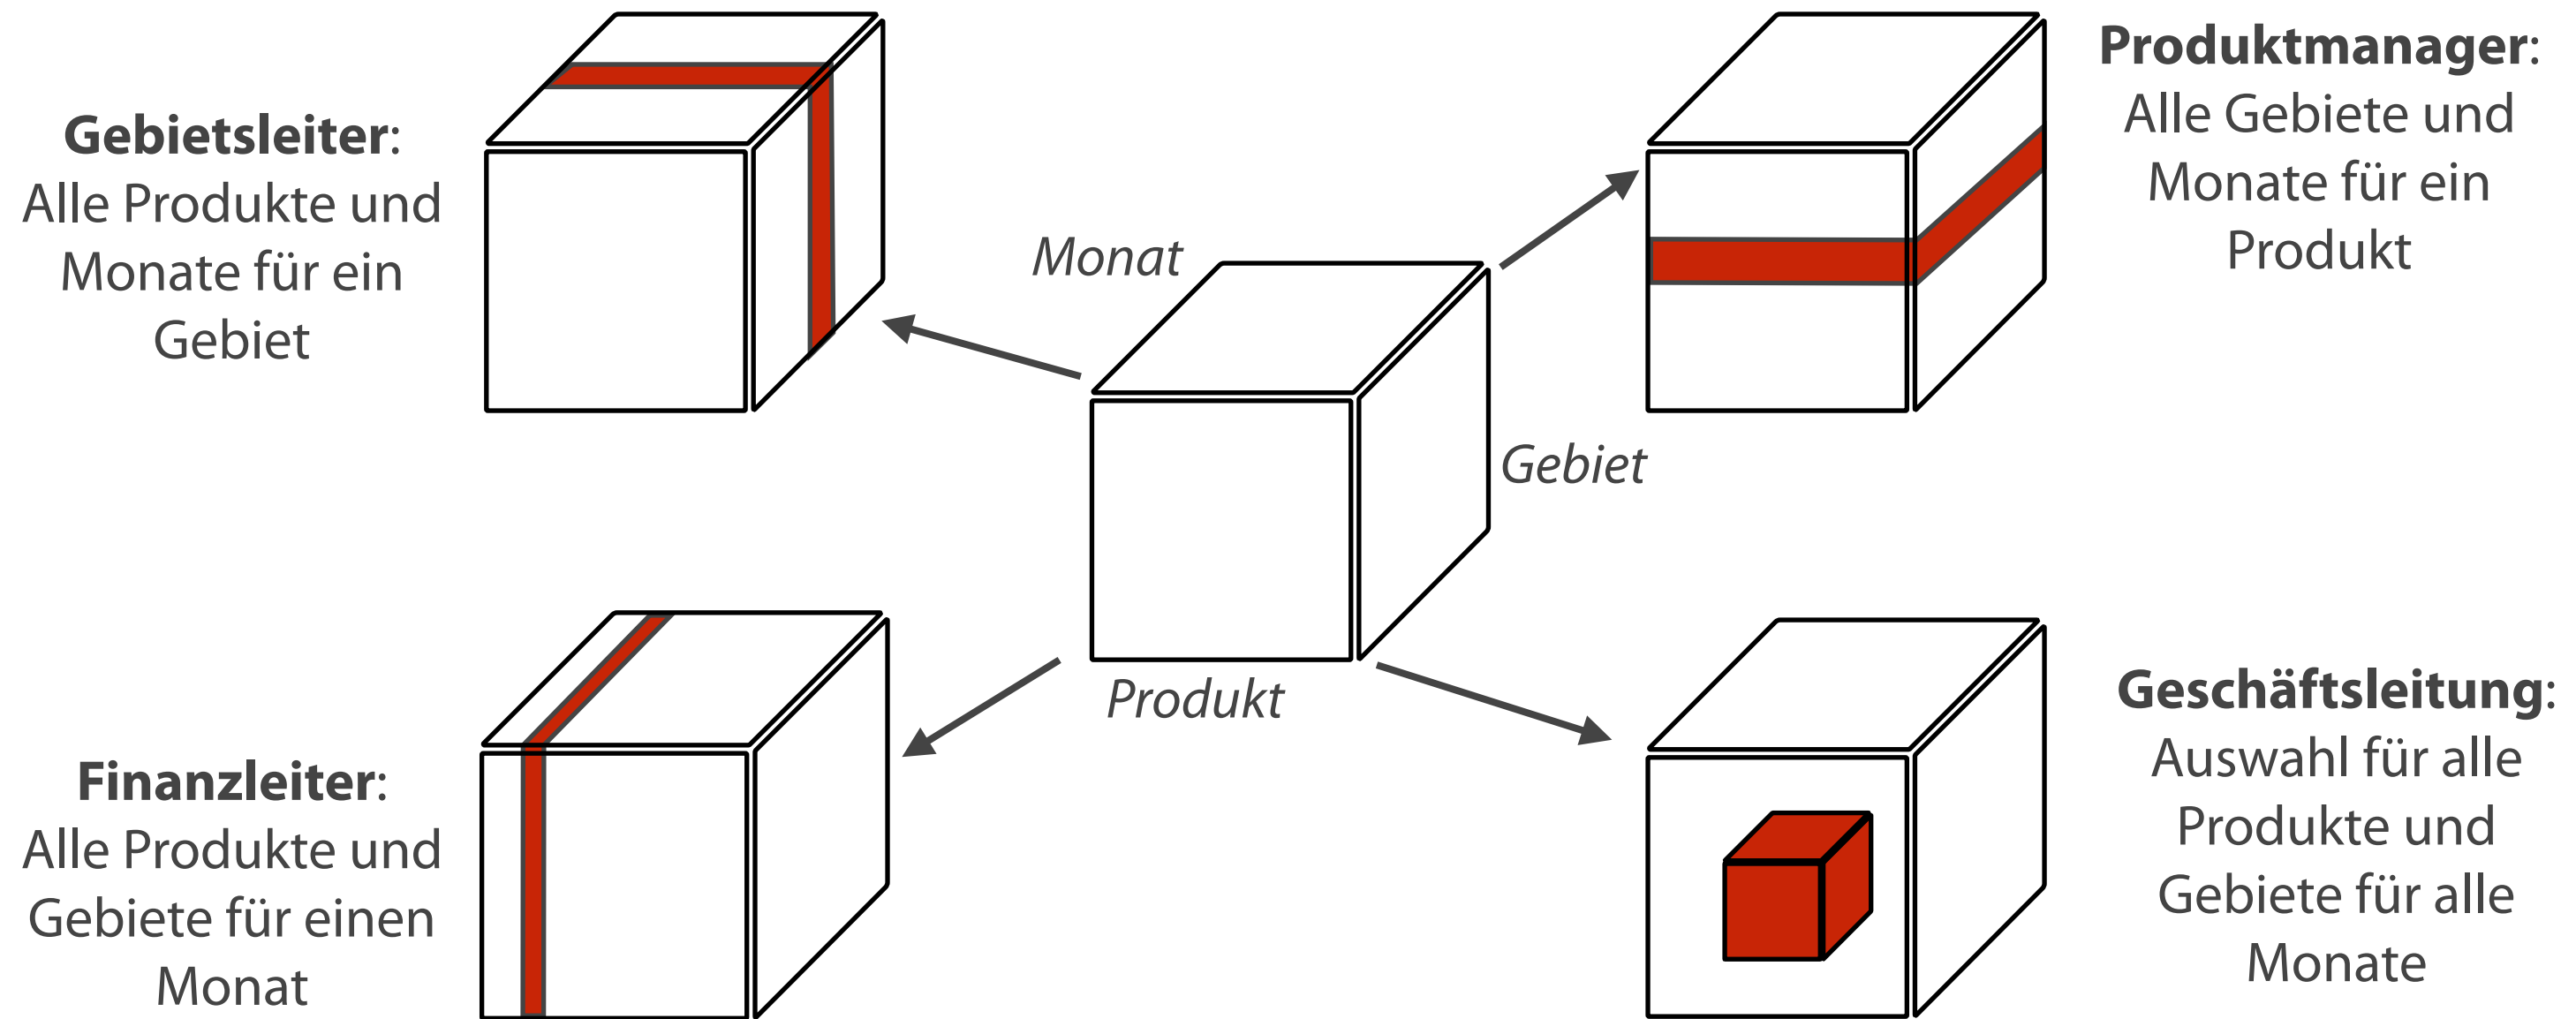 Gebietsleiter:
Alle Produkte und
Monate für ein
Gebiet
Produktmanager:
Alle Gebiete und
Monate für ein
Produkt
Monat
Gebiet
Produkt
Finanzleiter:
Alle Produkte und
Gebiete für einen
Monat
Geschäftsleitung:
Auswahl für alle
Produkte und
Gebiete für alle
Monate